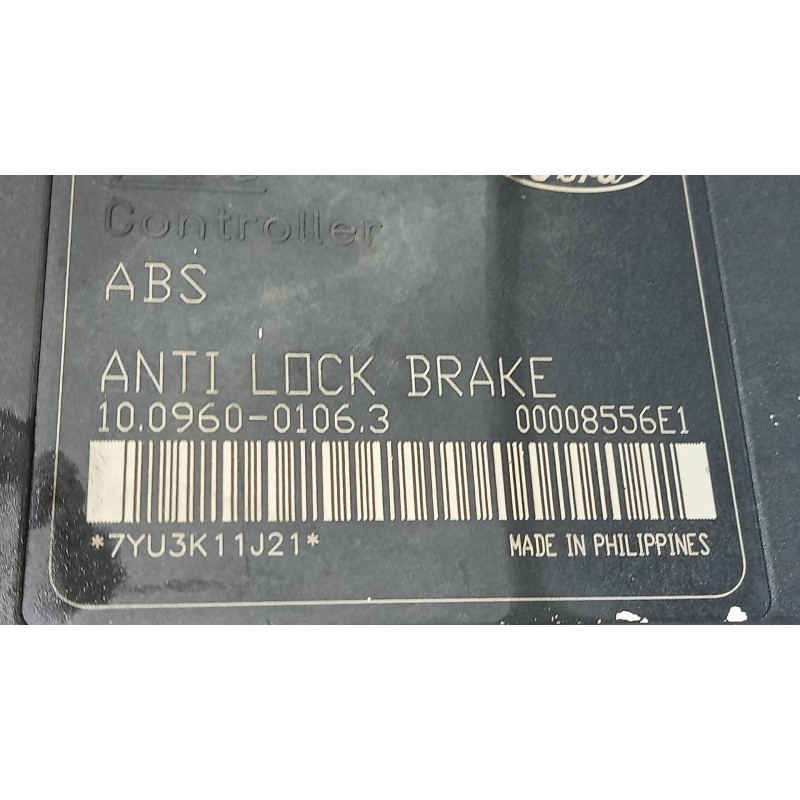 Controller
ABS
ANTI LOCK BRAKE
10.0960-0106.3 00008556E1
*7YU3K11J21* MADE IN PHILIPPINES